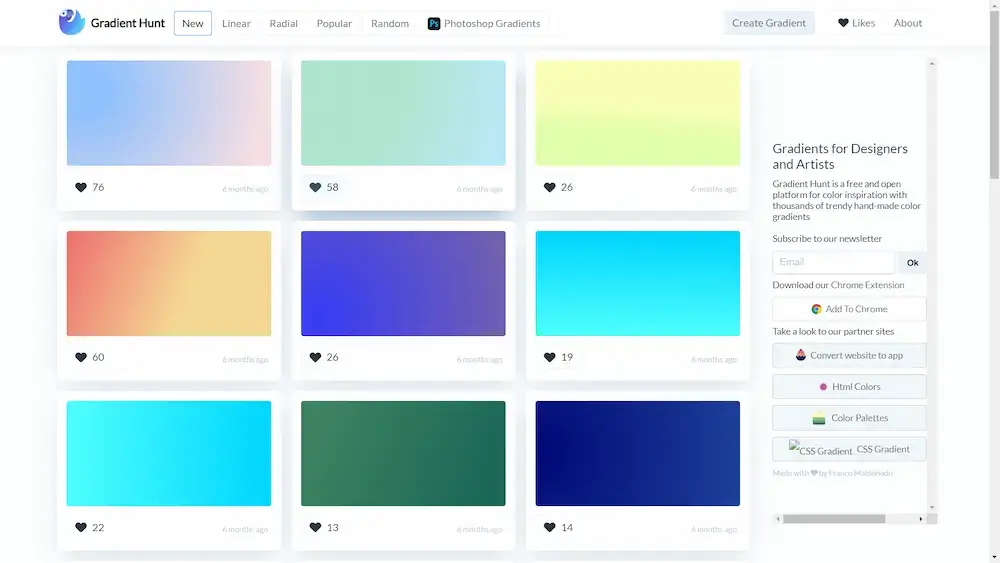 Gradient Hunt
New
Linear
Radial
Popular
Random
Ps
Photoshop Gradients
Create Gradient
Likes
About
76
6 months ago
58
6 months ago
26
6 months ago
60
6 months ago
26
6 months ago
19
6 months ago
22
6 months ago
13
6 months ago
14
6 months ago
Gradients for Designers
and Artists
Gradient Hunt is a free and open
platform for color inspiration with
thousands of trendy hand-made color
gradients
Subscribe to our newsletter
Email
Ok
Download our Chrome Extension
Add To Chrome
Take a look to our partner sites
Convert website to app
Html Colors
Color Palettes
CSS Gradient CSS Gradient
Made with ♥ by Franco Maldonado